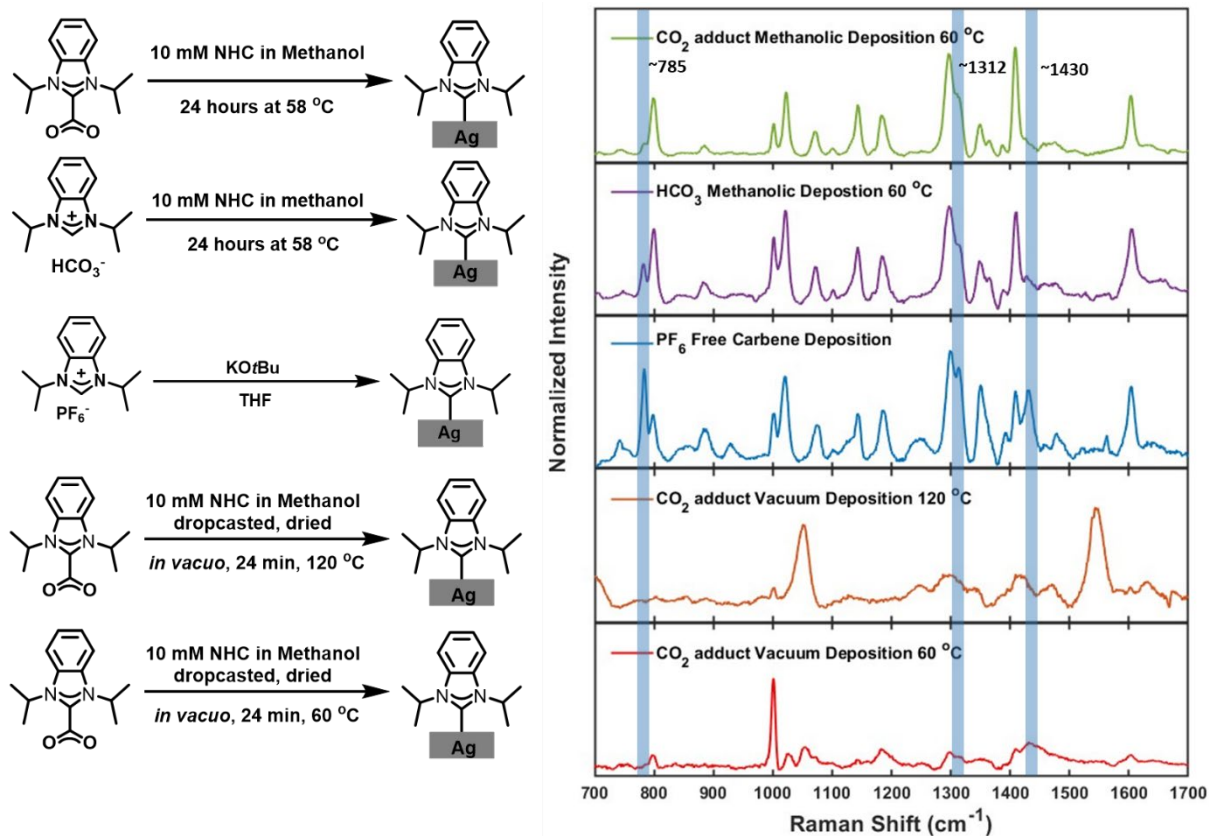 10 mM NHC in Methanol
24 hours at 58 °C
N
N
O
O
N
N
Ag
10 mM NHC in methanol
24 hours at 58 °C
N
+
N
HCO3-
N
N
Ag
KOtBu
THF
N
+
N
PF6-
N
N
Ag
10 mM NHC in Methanol
dropcasted, dried
in vacuo, 24 min, 120 °C
N
N
O
O
N
N
Ag
10 mM NHC in Methanol
dropcasted, dried
in vacuo, 24 min, 60 °C
N
N
O
O
N
N
Ag
Normalized Intensity
CO2 adduct Methanolic Deposition 60 °C
~785
~1312
~1430
HCO3 Methanolic Depostion 60 °C
PF6 Free Carbene Deposition
CO2 adduct Vacuum Deposition 120 °C
CO2 adduct Vacuum Deposition 60 °C
700 800 900 1000 1100 1200 1300 1400 1500 1600 1700
Raman Shift (cm-1)